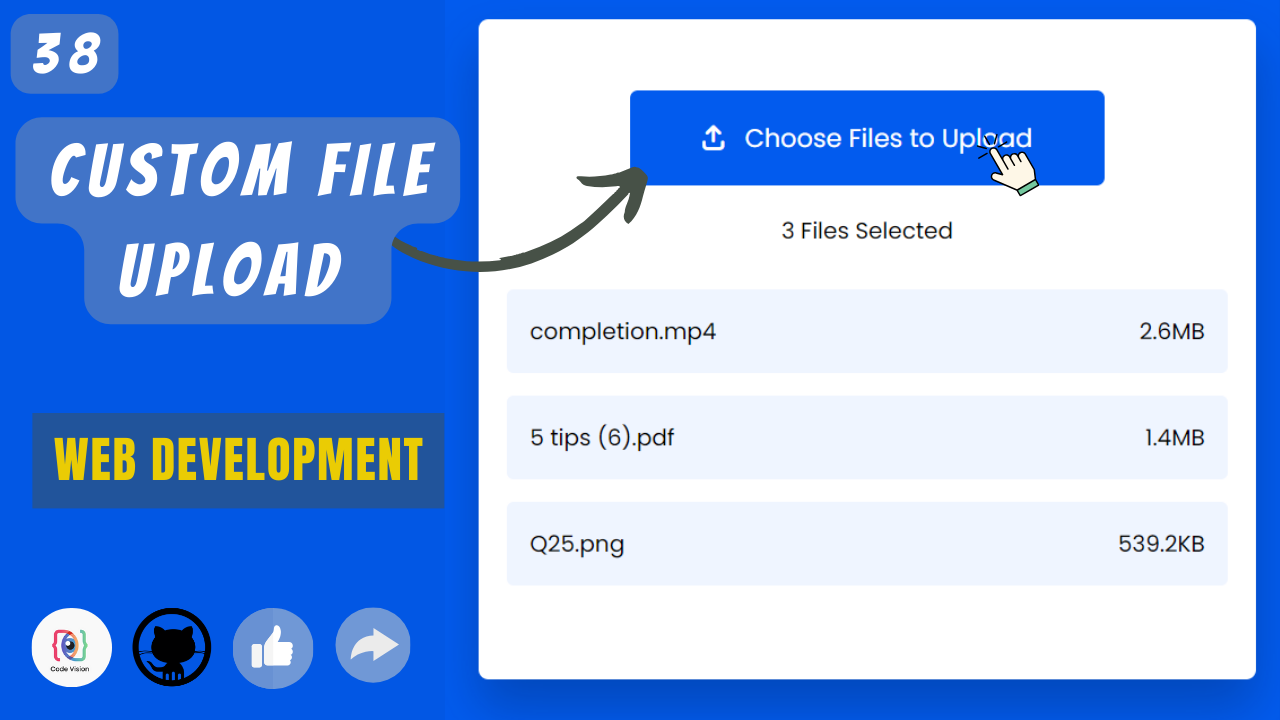 38
CUSTOM FILE
UPLOAD
WEB DEVELOPMENT
Code Vision
Choose Files to Upload
3 Files Selected
completion.mp4 2.6MB
5 tips (6).pdf 1.4MB
Q25.png 539.2KB